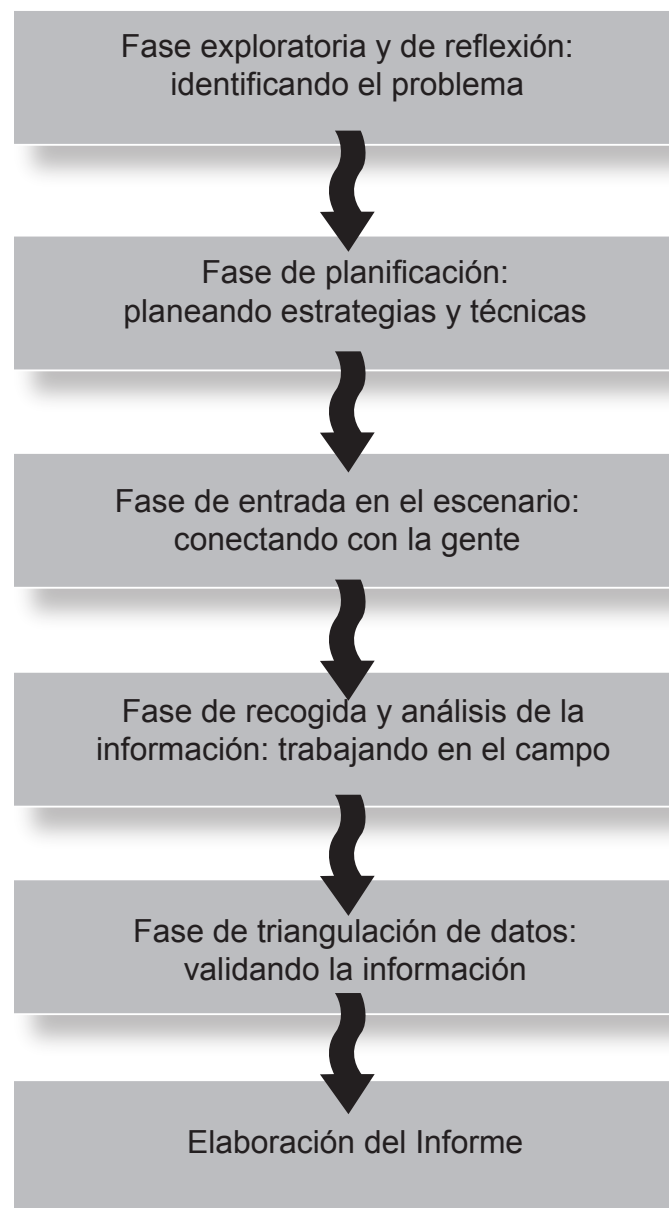 Fase exploratoria y de reflexión:
identificando el problema
Fase de planificación:
planeando estrategias y técnicas
Fase de entrada en el escenario:
conectando con la gente
Fase de recogida y análisis de la
información: trabajando en el campo
Fase de triangulación de datos:
validando la información
Elaboración del Informe